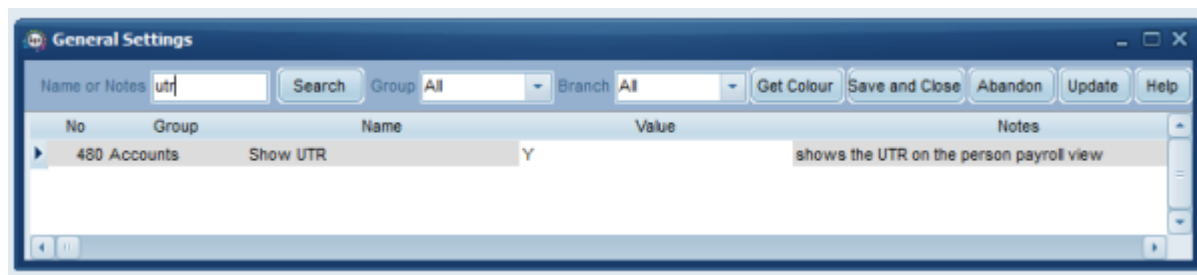 General Settings
Name or Notes utr Search Group All Branch All Get Colour Save and Close Abandon Update Help
No Group Name Value Notes
480 Accounts Show UTR Y shows the UTR on the person payroll view